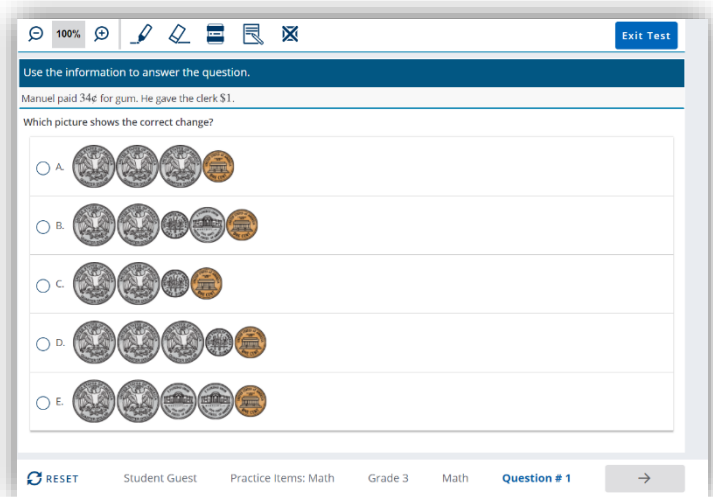 100%
Exit Test
Use the information to answer the question.
Manuel paid 34¢ for gum. He gave the clerk $1.
Which picture shows the correct change?
A.
B.
C.
D.
E.
RESET
Student Guest
Practice Items: Math
Grade 3
Math
Question # 1